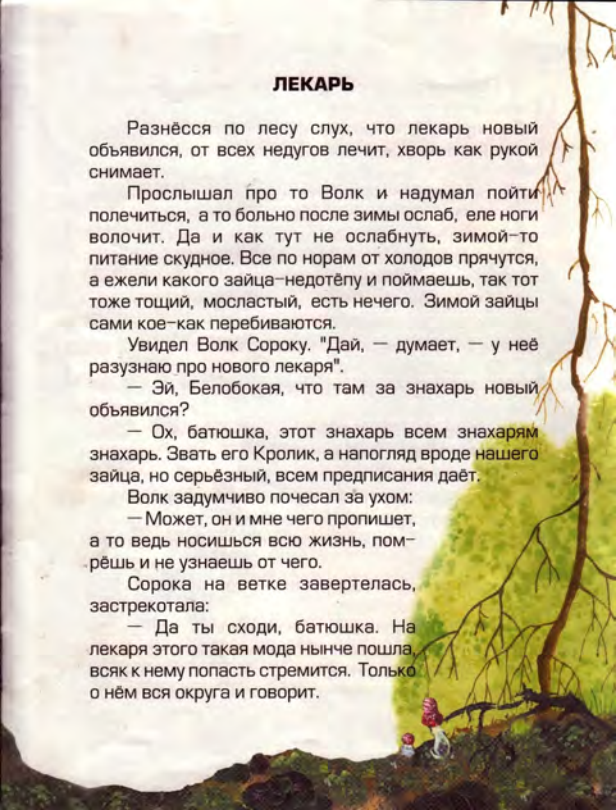 ЛЕКАРЬ
Разнёсся по лесу слух, что лекарь новый
объявился, от всех недугов лечит, хворь как рукой
снимает.
Прослышал про то Волк и надумал пойти
полечиться, а то больно после зимы ослаб, еле ноги
волочит. Да и как тут не ослабнуть, зимой-то
питание скудное. Все по норам от холодов прячутся,
а ежели какого зайца-недотёпу и поймаешь, так тот
тоже тощий, мосластый, есть нечего. Зимой зайцы
сами кое-как перебиваются.
Увидел Волк Сороку. "Дай, — думает, — у неё
разузнаю про нового лекаря".
— Эй, Белобокая, что там за знахарь новый
объявился?
— Ох, батюшка, этот знахарь всем знахарям
знахарь. Звать его Кролик, а напогляд вроде нашего
зайца, но серьёзный, всем предписания даёт.
Волк задумчиво почесал за ухом:
— Может, он и мне чего пропишет,
а то ведь носишься всю жизнь, пом-
рёшь и не узнаешь от чего.
Сорока на ветке завертелась,
застрекотала:
— Да ты сходи, батюшка. На
лекаря этого такая мода нынче пошла,
всяк к нему попасть стремится. Только
о нём вся округа и говорит.